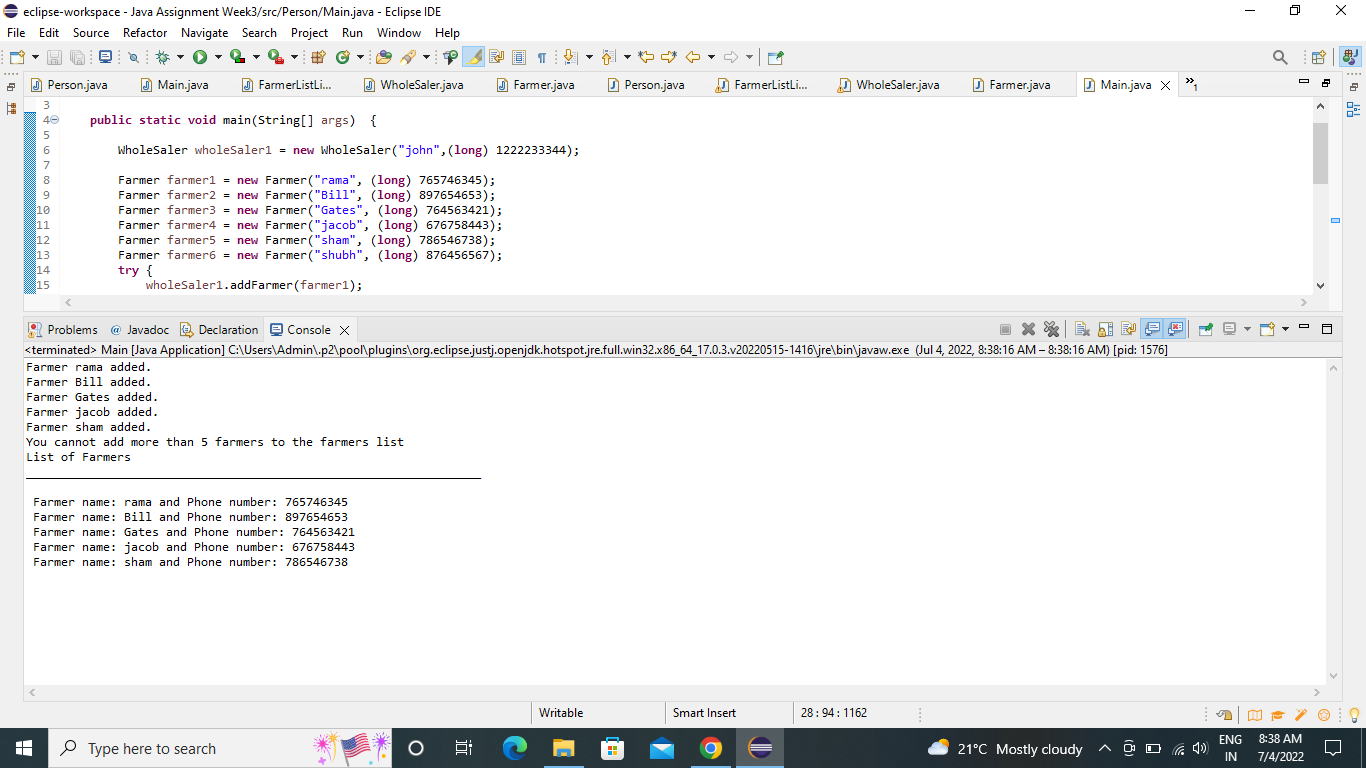 eclipse-workspace - Java Assignment Week3/src/Person/Main.java - Eclipse IDE
File Edit Source Refactor Navigate Search Project Run Window Help
Person.java Main.java FarmerListLi... WholeSaler.java Farmer.java Person.java FarmerListLi... WholeSaler.java Farmer.java Main.java »1
3
4 public static void main(String[] args) {
5
6 WholeSaler wholeSaler1 = new WholeSaler("john",(long) 1222233344);
7
8 Farmer farmer1 = new Farmer("rama", (long) 765746345);
9 Farmer farmer2 = new Farmer("Bill", (long) 897654653);
10 Farmer farmer3 = new Farmer("Gates", (long) 764563421);
11 Farmer farmer4 = new Farmer("jacob", (long) 676758443);
12 Farmer farmer5 = new Farmer("sham", (long) 786546738);
13 Farmer farmer6 = new Farmer("shubh", (long) 876456567);
14 try {
15 wholeSaler1.addFarmer(farmer1);
Problems @ Javadoc Declaration Console
<terminated> Main [Java Application] C:\Users\Admin\.p2\pool\plugins\org.eclipse.justj.openjdk.hotspot.jre.full.win32.x86_64_17.0.3.v20220515-1416\jre\bin\javaw.exe (Jul 4, 2022, 8:38:16 AM – 8:38:16 AM) [pid: 1576]
Farmer rama added.
Farmer Bill added.
Farmer Gates added.
Farmer jacob added.
Farmer sham added.
You cannot add more than 5 farmers to the farmers list
List of Farmers
_________________________________________________________________
Farmer name: rama and Phone number: 765746345
Farmer name: Bill and Phone number: 897654653
Farmer name: Gates and Phone number: 764563421
Farmer name: jacob and Phone number: 676758443
Farmer name: sham and Phone number: 786546738
Writable Smart Insert 28 : 94 : 1162
Type here to search 21°C Mostly cloudy ENG 8:38 AM
IN 7/4/2022